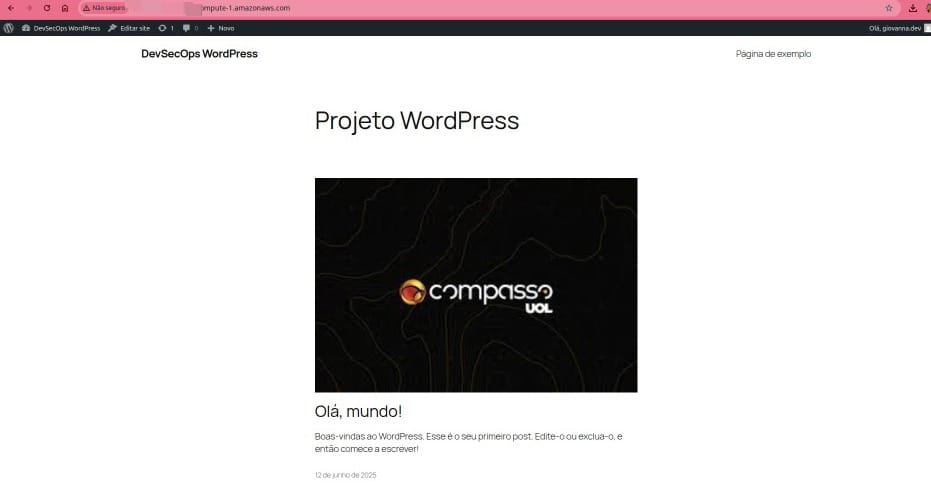 Não seguro ompute-1.amazonaws.com
DevSecOps WordPress Editar site 1 0 Novo Olá, giovanna.dev
DevSecOps WordPress Página de exemplo
Projeto WordPress
compasso
UOL
Olá, mundo!
Boas-vindas ao WordPress. Esse é o seu primeiro post. Edite-o ou exclua-o, e
então comece a escrever!
12 de junho de 2025